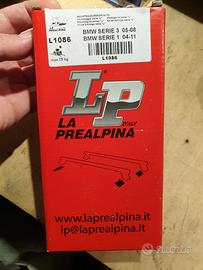 L1086
BMW SERIE 3 05-08
BMW SERIE 1 04-11
max 75 kg
L1086
LP
LA
ITALY
PREALPINA
www.laprealpina.it
lp@laprealpina.it
subito